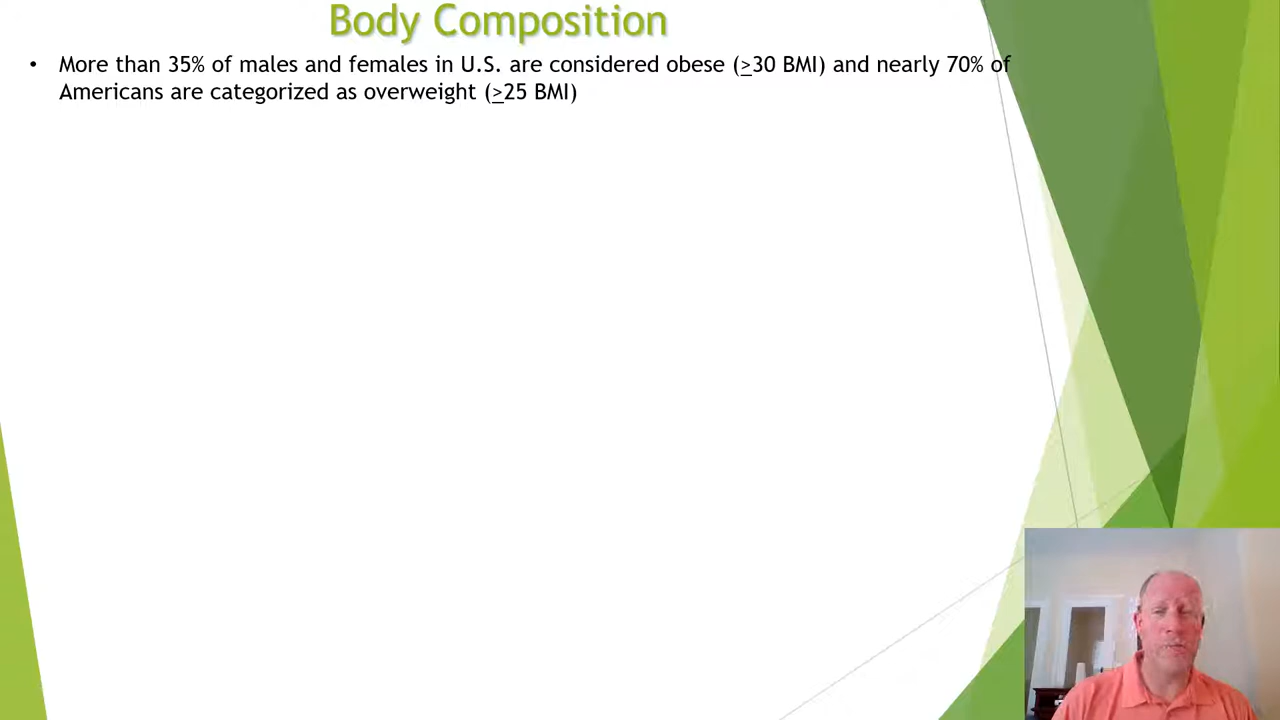 Body Composition
• More than 35% of males and females in U.S. are considered obese (≥30 BMI) and nearly 70% of
Americans are categorized as overweight (≥25 BMI)